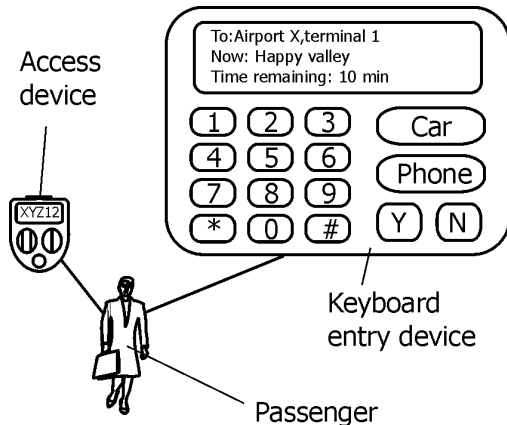 To:Airport X,terminal 1
Now: Happy valley
Time remaining: 10 min
Access
device
1 2 3 Car
4 5 6 Phone
7 8 9
* 0 # Y N
XYZ12
Keyboard
entry device
Passenger